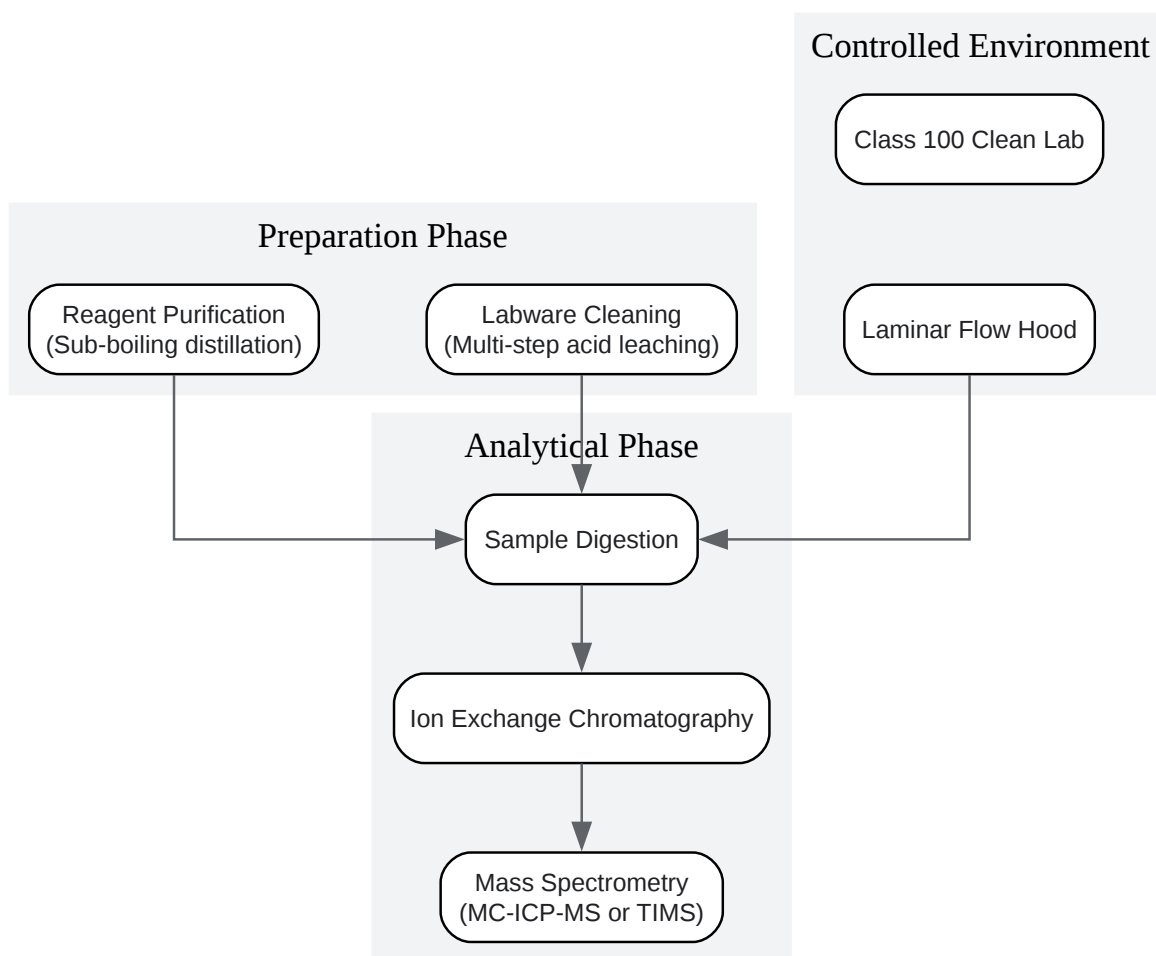 Controlled Environment
Class 100 Clean Lab
Preparation Phase
Reagent Purification
(Sub-boiling distillation)
Labware Cleaning
(Multi-step acid leaching)
Laminar Flow Hood
Analytical Phase
Sample Digestion
Ion Exchange Chromatography
Mass Spectrometry
(MC-ICP-MS or TIMS)